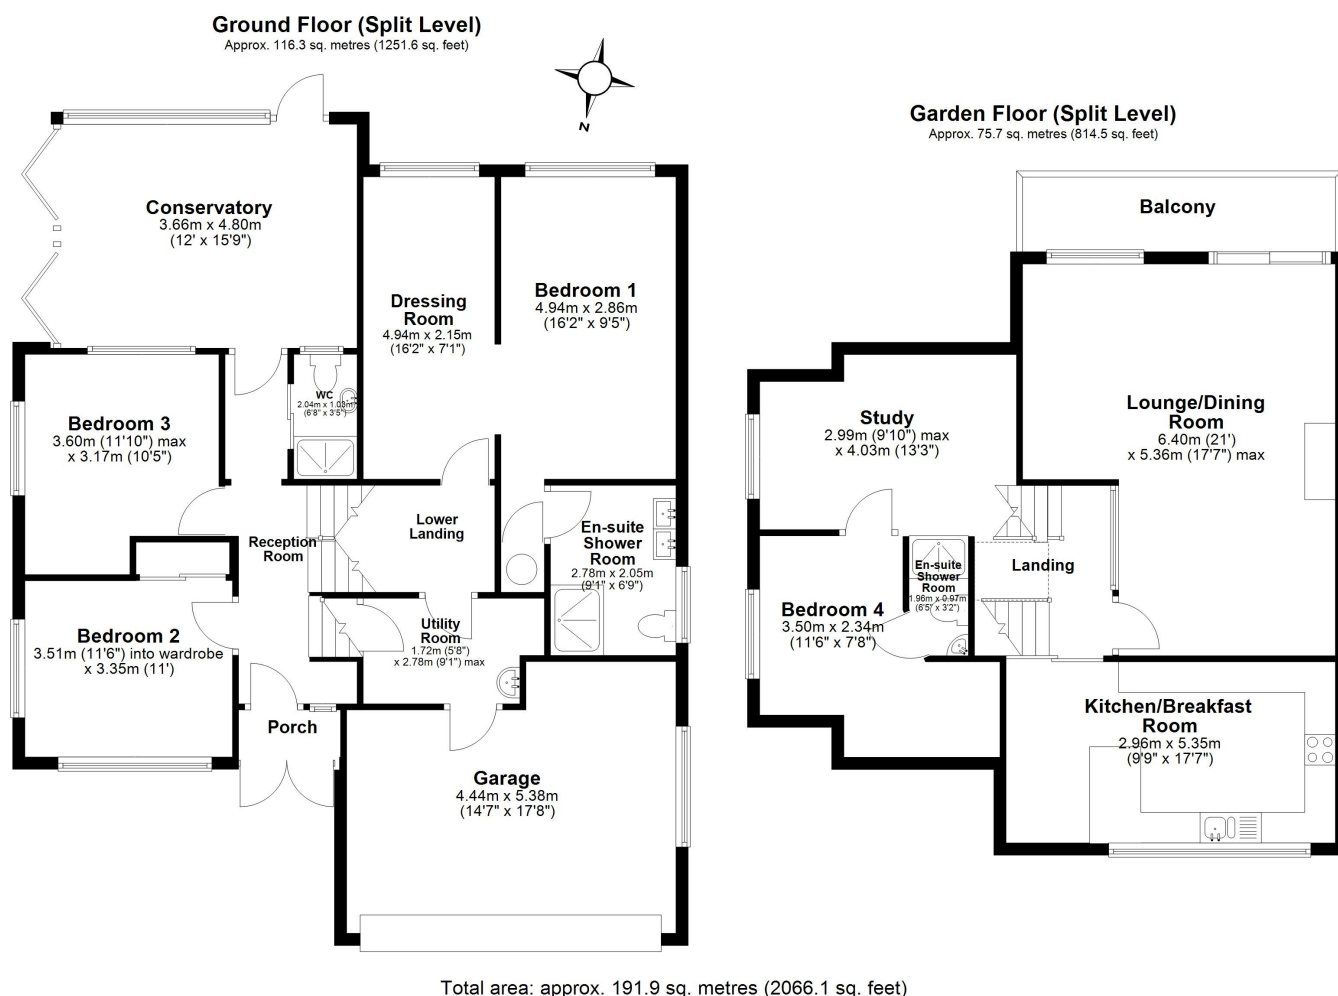 Ground Floor (Split Level)
Approx. 116.3 sq. metres (1251.6 sq. feet)
N
Conservatory
3.66m x 4.80m
(12' x 15'9")
Dressing
Room
4.94m x 2.15m
(16'2" x 7'1")
Bedroom 1
4.94m x 2.86m
(16'2" x 9'5")
WC
2.04m x 1.03m
(6'8" x 3'5")
Bedroom 3
3.60m (11'10") max
x 3.17m (10'5")
Lower
Landing
Reception
Room
En-suite
Shower
Room
2.78m x 2.05m
(9'1" x 6'9")
Bedroom 2
3.51m (11'6") into wardrobe
x 3.35m (11')
Utility
Room
1.72m (5'8")
x 2.78m (9'1") max
Porch
Garage
4.44m x 5.38m
(14'7" x 17'8")
Garden Floor (Split Level)
Approx. 75.7 sq. metres (814.5 sq. feet)
Balcony
Lounge/Dining
Room
6.40m (21')
x 5.36m (17'7") max
Study
2.99m (9'10") max
x 4.03m (13'3")
En-suite
Shower
Room
1.96m x 0.97m
(6'5" x 3'2")
Landing
Bedroom 4
3.50m x 2.34m
(11'6" x 7'8")
Kitchen/Breakfast
Room
2.96m x 5.35m
(9'9" x 17'7")
Total area: approx. 191.9 sq. metres (2066.1 sq. feet)